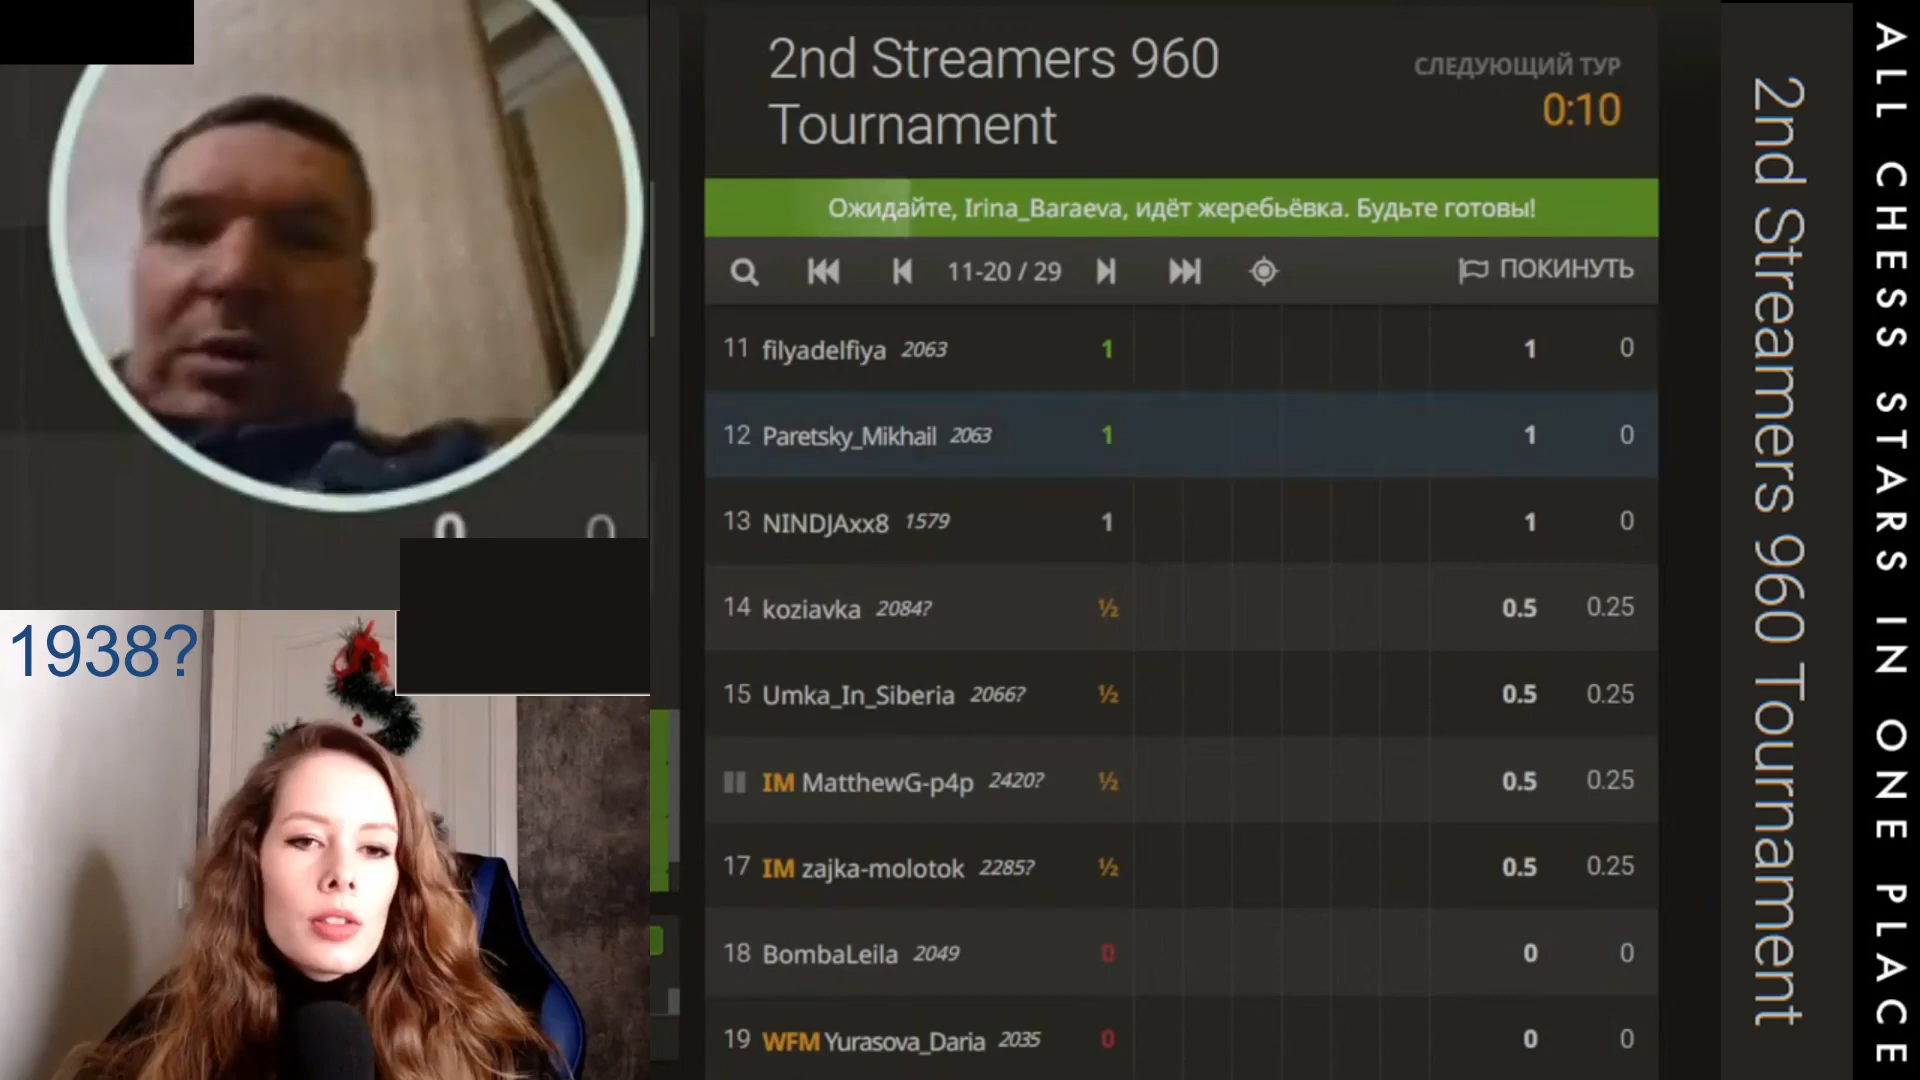 2nd Streamers 960
Tournament
СЛЕДУЮЩИЙ ТУР
0:10
Ожидайте, Irina_Baraeva, идёт жеребьёвка. Будьте готовы!
11-20 / 29
ПОКИНУТЬ
11 filyadelfiya 2063 1 1 0
12 Paretsky_Mikhail 2063 1 1 0
13 NINDJAxx8 1579 1 1 0
14 koziavka 2084? ½ 0.5 0.25
15 Umka_In_Siberia 2066? ½ 0.5 0.25
IM MatthewG-p4p 2420? ½ 0.5 0.25
17 IM zajka-molotok 2285? ½ 0.5 0.25
18 BombaLeila 2049 0 0 0
19 WFM Yurasova_Daria 2035 0 0 0
0 0
1938?
2nd Streamers 960 Tournament
ALL CHESS STARS IN ONE PLACE